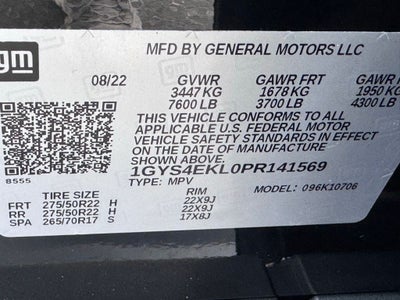 gm
MFD BY GENERAL MOTORS LLC
08/22 GVWR GAWR FRT GAWR
3447 KG 1678 KG 1950 KG
7600 LB 3700 LB 4300 LB
THIS VEHICLE CONFORMS TO ALL
APPLICABLE U.S. FEDERAL MOTOR
VEHICLE SAFETY STANDARDS IN EFFECT
ON THE DATE OF MANUFACTURE
SHOWN ABOVE.
1GYS4EKL0PR141569
8555 TYPE: MPV MODEL: 096K10706
TIRE SIZE RIM
FRT 275/50R22 H 22X9J
RR 275/50R22 H 22X9J
SPA 265/70R17 S 17X8J